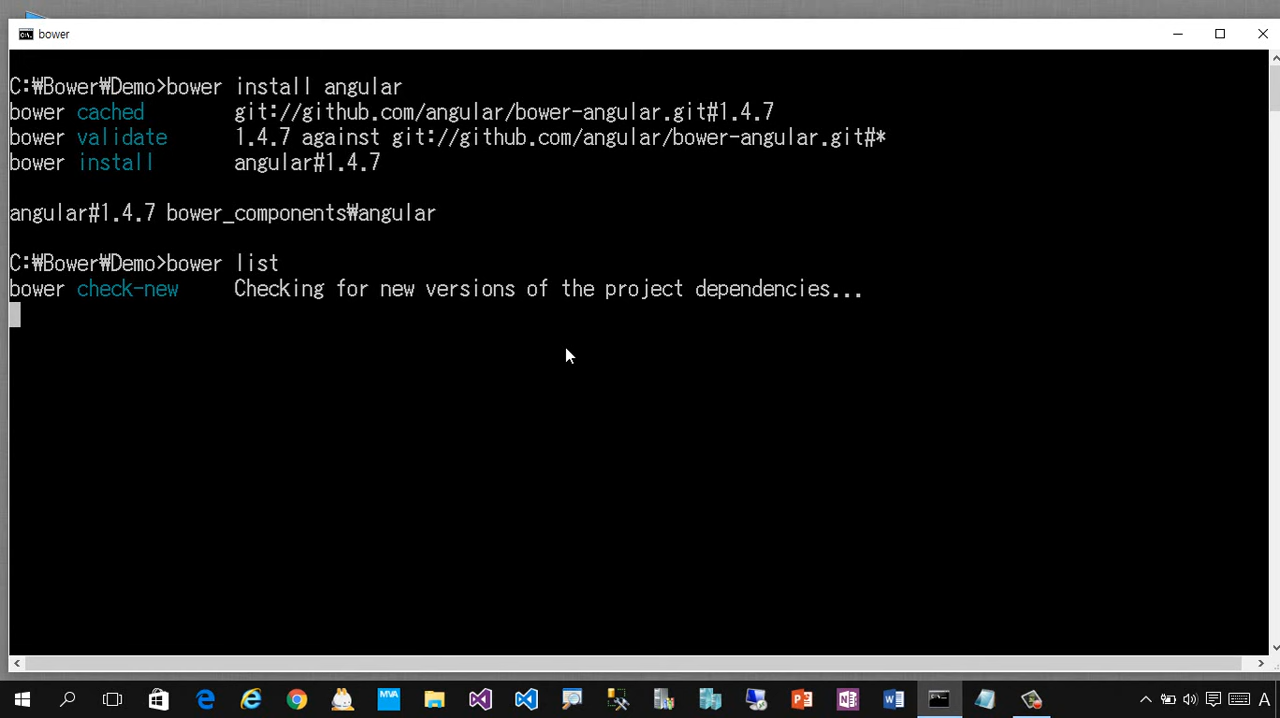 bower
C:₩Bower₩Demo>bower install angular
bower cached git://github.com/angular/bower-angular.git#1.4.7
bower validate 1.4.7 against git://github.com/angular/bower-angular.git#*
bower install angular#1.4.7
angular#1.4.7 bower_components₩angular
C:₩Bower₩Demo>bower list
bower check-new Checking for new versions of the project dependencies...
MVA
A